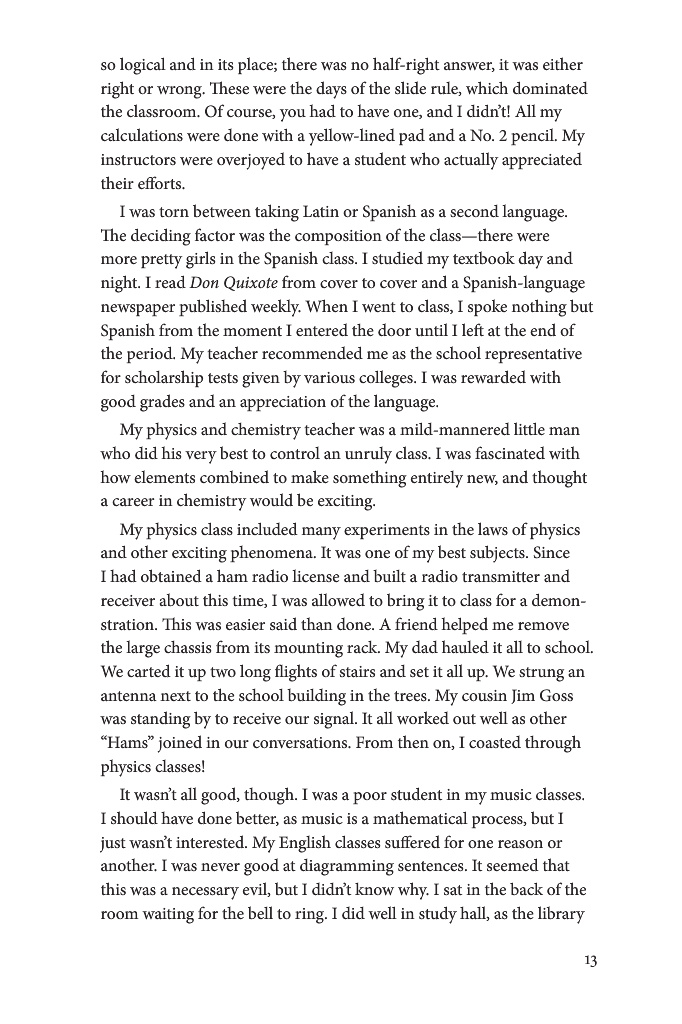 so logical and in its place; there was no half-right answer, it was either
right or wrong. These were the days of the slide rule, which dominated
the classroom. Of course, you had to have one, and I didn’t! All my
calculations were done with a yellow-lined pad and a No. 2 pencil. My
instructors were overjoyed to have a student who actually appreciated
their efforts.
I was torn between taking Latin or Spanish as a second language.
The deciding factor was the composition of the class—there were
more pretty girls in the Spanish class. I studied my textbook day and
night. I read Don Quixote from cover to cover and a Spanish-language
newspaper published weekly. When I went to class, I spoke nothing but
Spanish from the moment I entered the door until I left at the end of
the period. My teacher recommended me as the school representative
for scholarship tests given by various colleges. I was rewarded with
good grades and an appreciation of the language.
My physics and chemistry teacher was a mild-mannered little man
who did his very best to control an unruly class. I was fascinated with
how elements combined to make something entirely new, and thought
a career in chemistry would be exciting.
My physics class included many experiments in the laws of physics
and other exciting phenomena. It was one of my best subjects. Since
I had obtained a ham radio license and built a radio transmitter and
receiver about this time, I was allowed to bring it to class for a demon-
stration. This was easier said than done. A friend helped me remove
the large chassis from its mounting rack. My dad hauled it all to school.
We carted it up two long flights of stairs and set it all up. We strung an
antenna next to the school building in the trees. My cousin Jim Goss
was standing by to receive our signal. It all worked out well as other
“Hams” joined in our conversations. From then on, I coasted through
physics classes!
It wasn’t all good, though. I was a poor student in my music classes.
I should have done better, as music is a mathematical process, but I
just wasn’t interested. My English classes suffered for one reason or
another. I was never good at diagramming sentences. It seemed that
this was a necessary evil, but I didn’t know why. I sat in the back of the
room waiting for the bell to ring. I did well in study hall, as the library
13